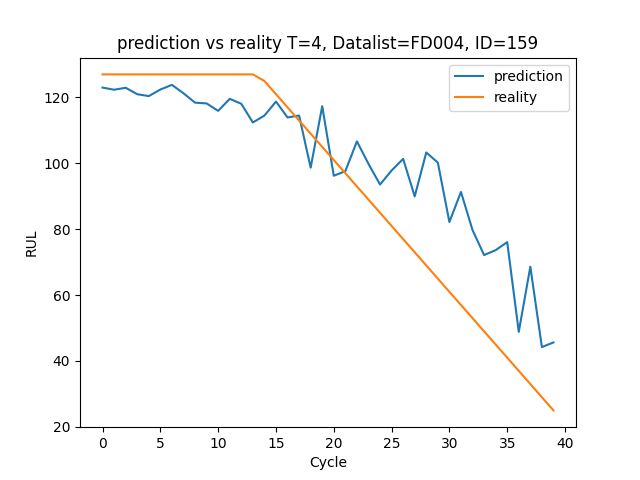 prediction vs reality T=4, Datalist=FD004, ID=159
prediction
reality
120
100
80
60
40
20
RUL
0 5 10 15 20 25 30 35 40
Cycle